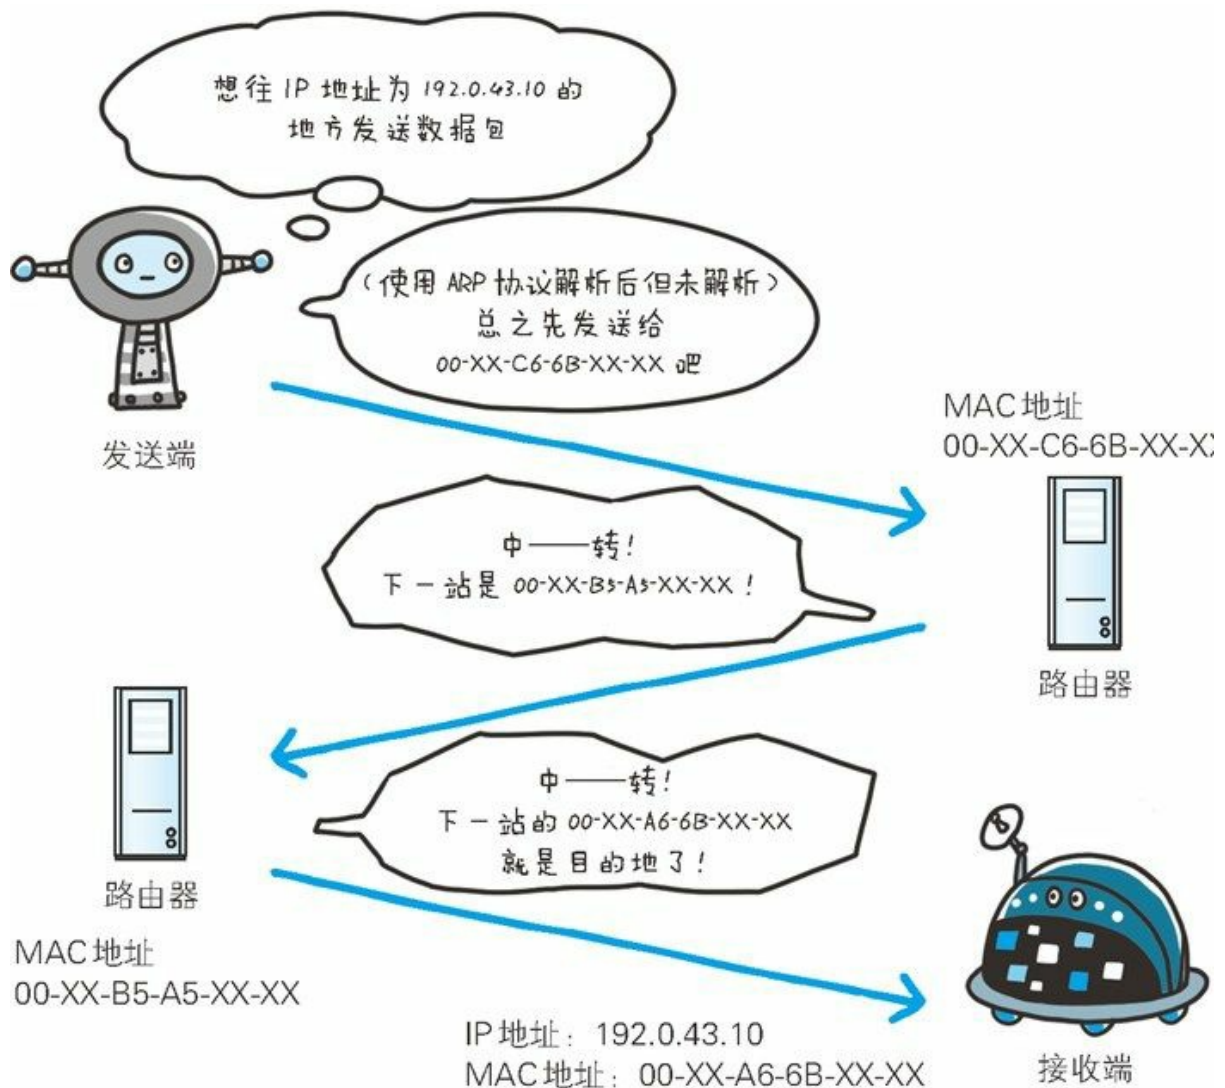 想往 IP 地址为 192.0.43.10 的
地方发送数据包
(使用 ARP 协议解析后但未解析)
总之先发送给
00-XX-C6-6B-XX-XX 吧
发送端
MAC 地址
00-XX-C6-6B-XX-XX
中——转!
下一站是 00-XX-B5-A5-XX-XX !
路由器
中——转!
下一站的 00-XX-A6-6B-XX-XX
就是目的地了!
路由器
MAC 地址
00-XX-B5-A5-XX-XX
IP 地址: 192.0.43.10
MAC 地址: 00-XX-A6-6B-XX-XX
接收端